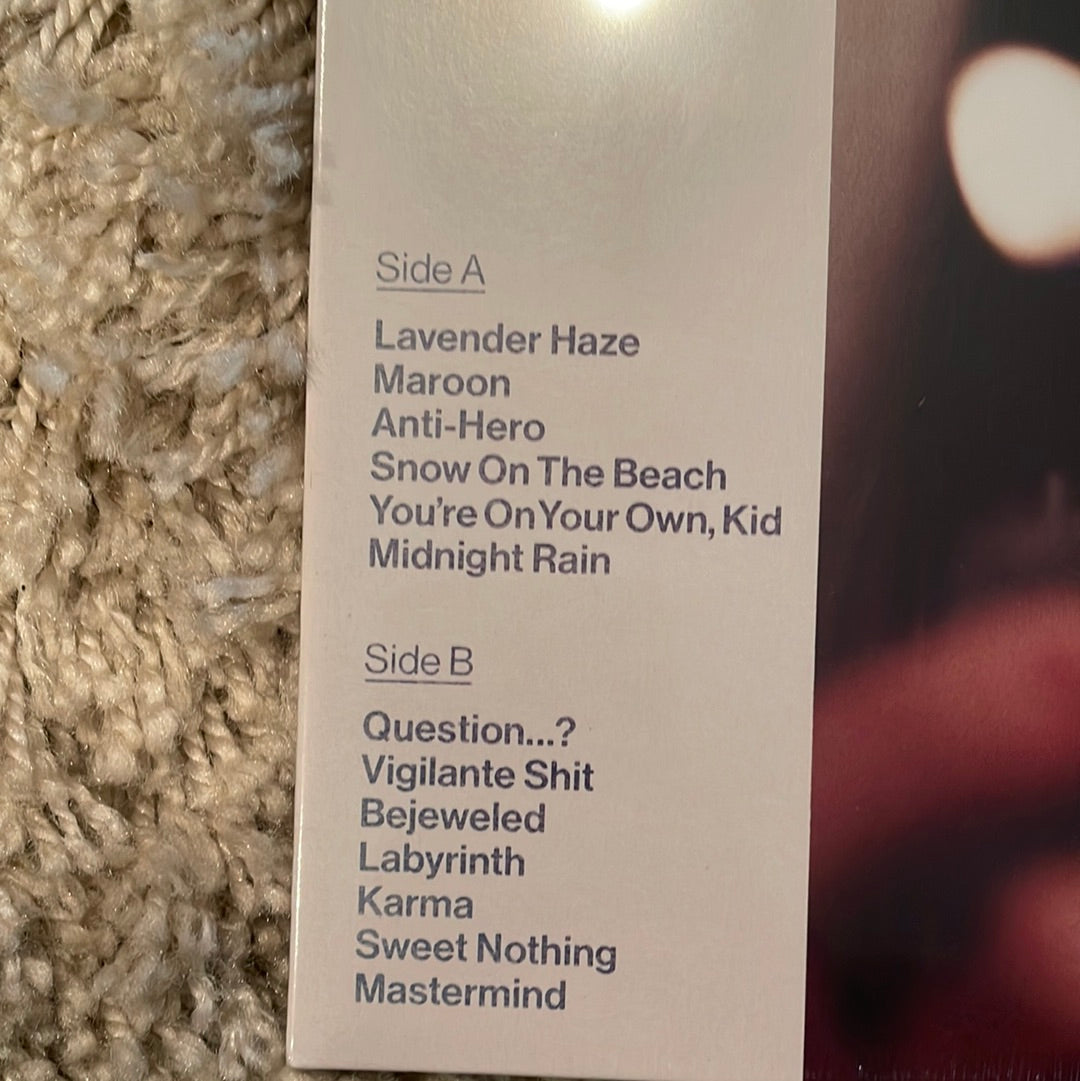 Side A
Lavender Haze
Maroon
Anti-Hero
Snow On The Beach
You’re On Your Own, Kid
Midnight Rain
Side B
Question...?
Vigilante Shit
Bejeweled
Labyrinth
Karma
Sweet Nothing
Mastermind